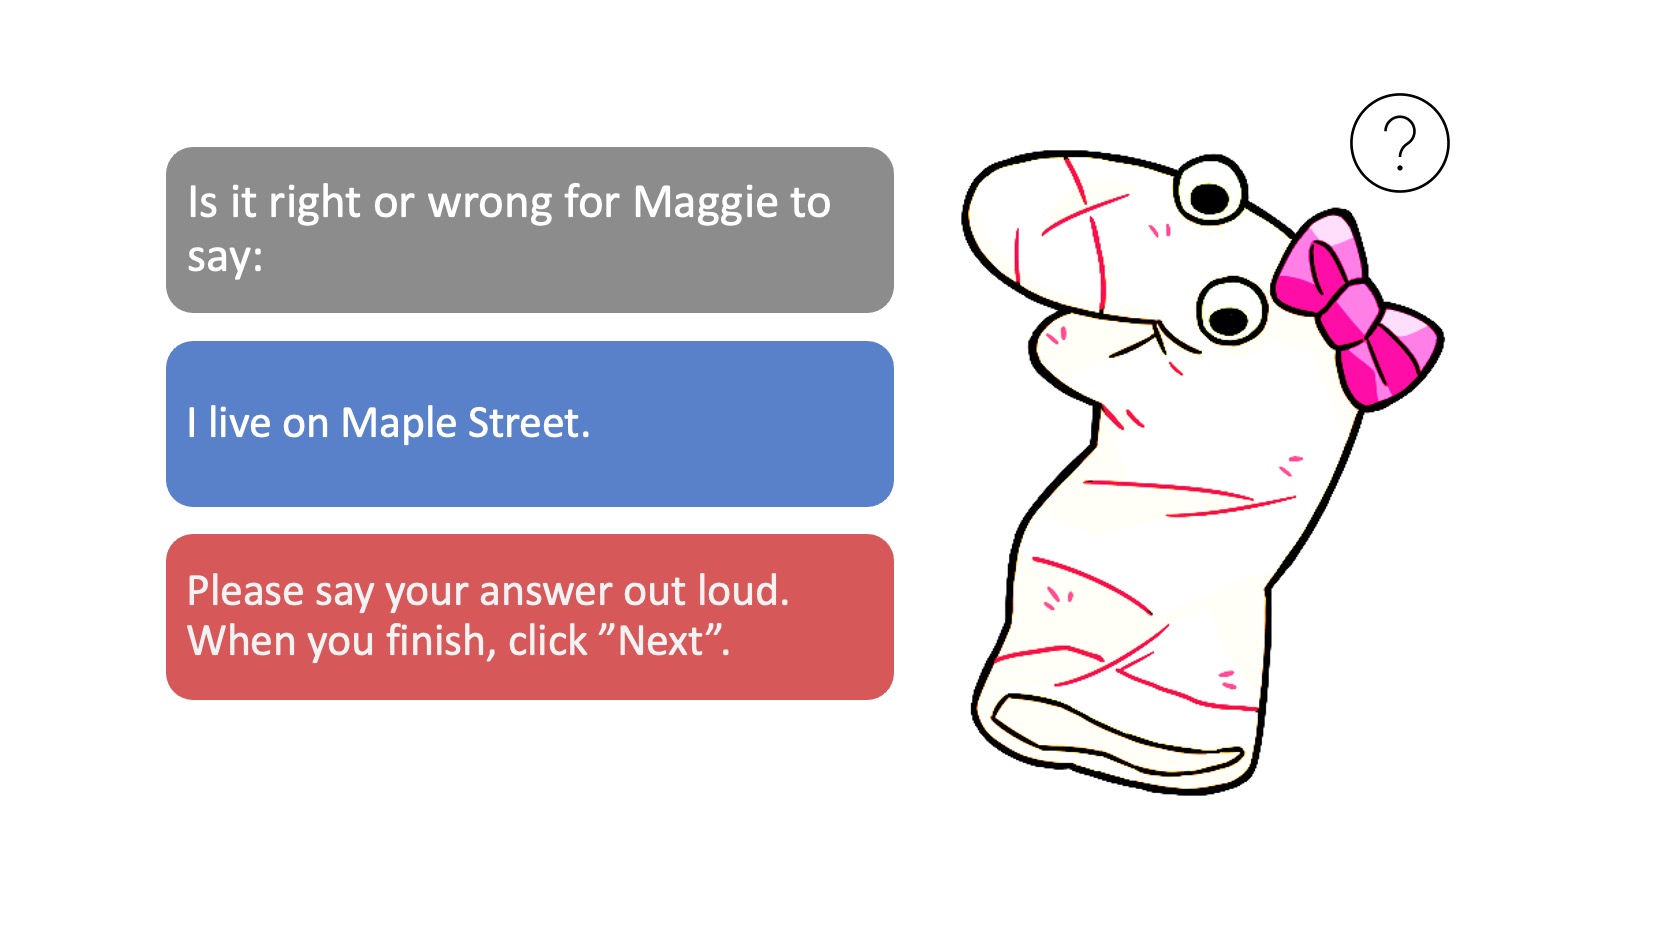 Is it right or wrong for Maggie to
say:
?
I live on Maple Street.
Please say your answer out loud.
When you finish, click ”Next”.